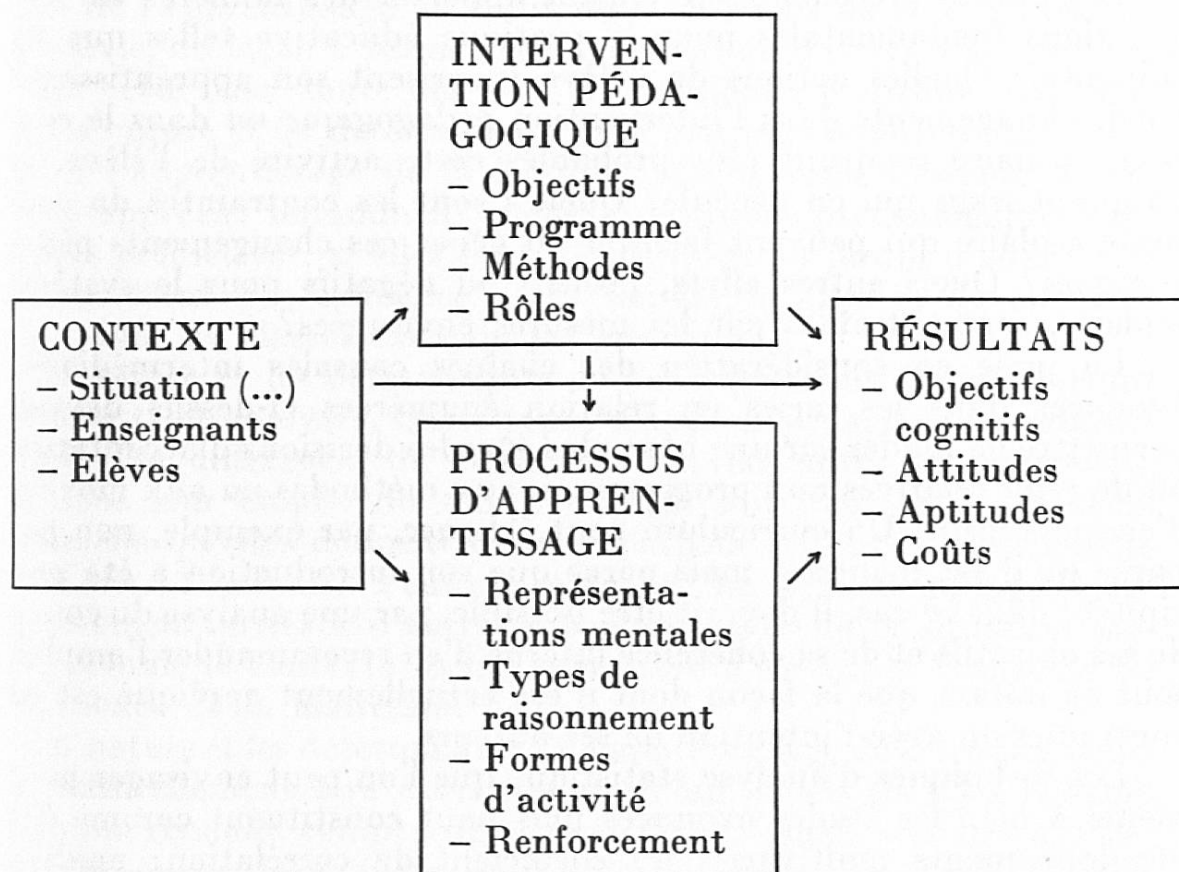 INTERVEN-
TION PÉDA-
GOGIQUE
– Objectifs
– Programme
– Méthodes
– Rôles
CONTEXTE
– Situation (...)
– Enseignants
– Elèves
PROCESSUS
D’APPREN-
TISSAGE
– Représenta-
tions mentales
– Types de
raisonnement
– Formes
d’activité
– Renforcement
RÉSULTATS
– Objectifs
cognitifs
– Attitudes
– Aptitudes
– Coûts